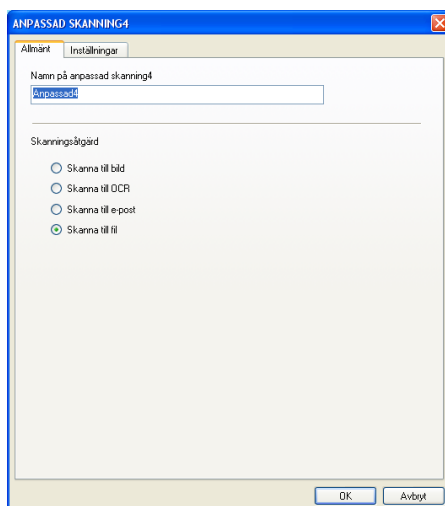 ANPASSAD SKANNING4
Allmänt Inställningar
Namn på anpassad skanning4
Anpassad4
Skanningsåtgärd
Skanna till bild
Skanna till OCR
Skanna till e-post
Skanna till fil
OK Avbryt